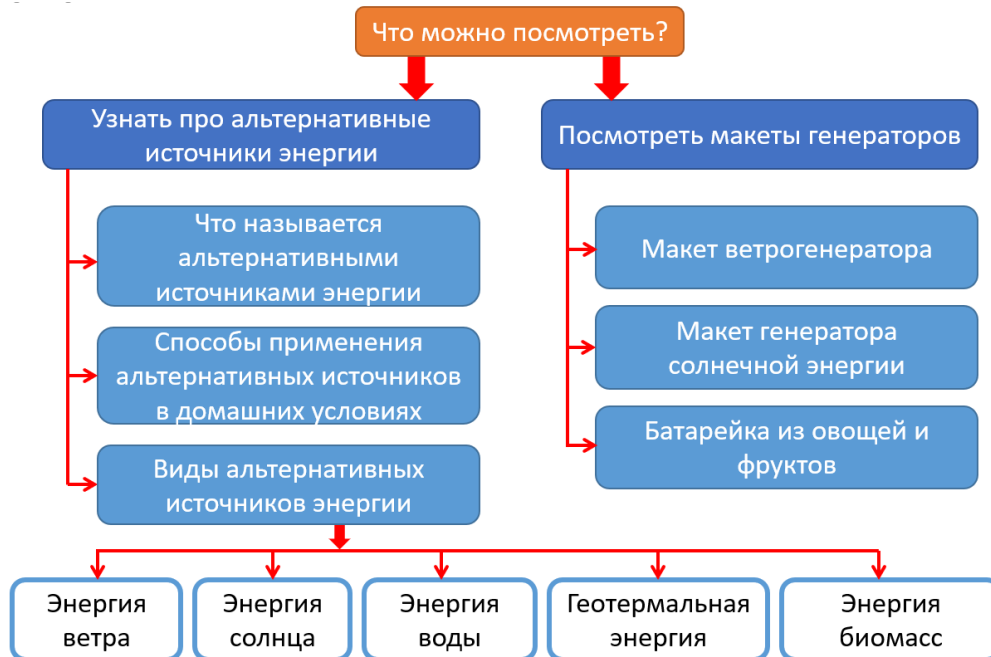 Что можно посмотреть?
Узнать про альтернативные
источники энергии
Что называется
альтернативными
источниками энергии
Способы применения
альтернативных источников
в домашних условиях
Виды альтернативных
источников энергии
Посмотреть макеты генераторов
Макет ветрогенератора
Макет генератора
солнечной энергии
Батарейка из овощей и
фруктов
Энергия
ветра
Энергия
солнца
Энергия
воды
Геотермальная
энергия
Энергия
биомасс